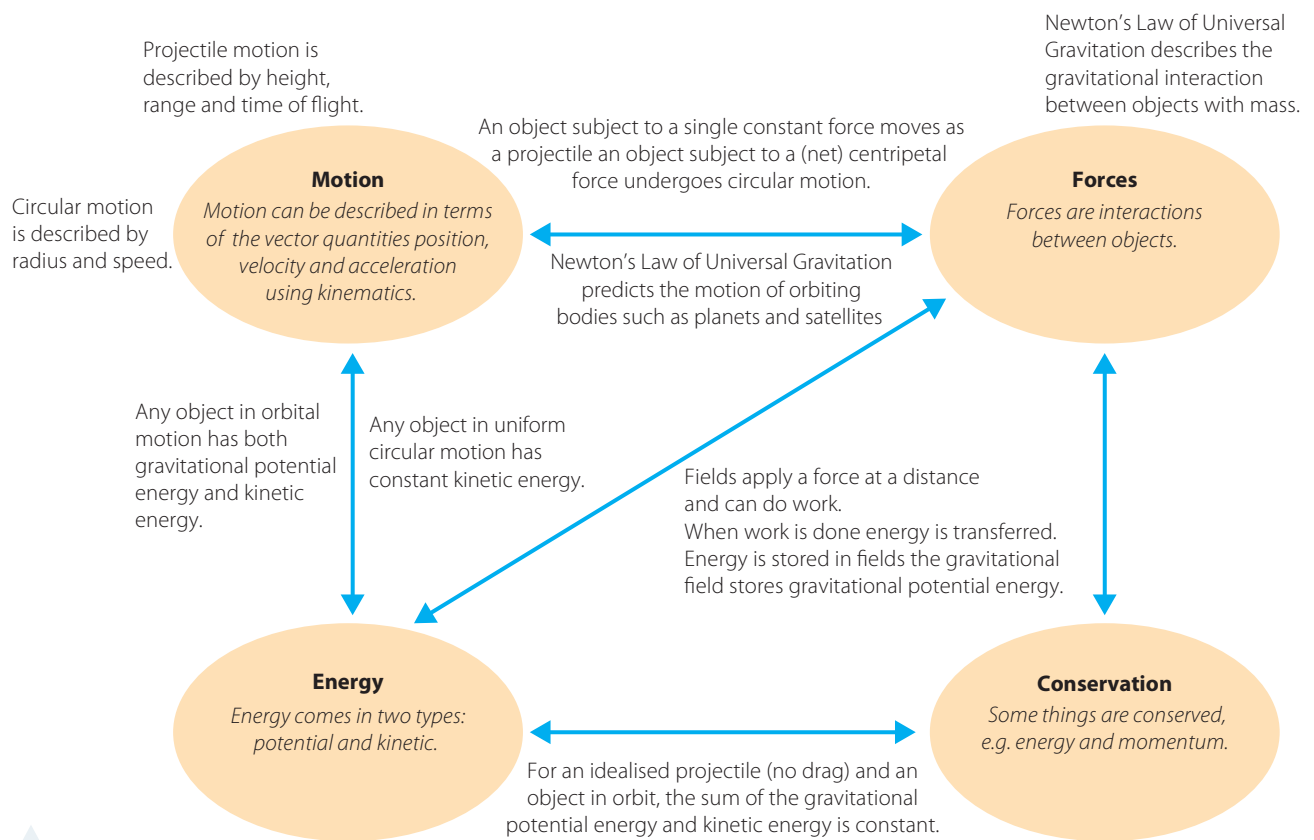 Newton’s Law of Universal
Gravitation describes the
gravitational interaction
between objects with mass.
Projectile motion is
described by height,
range and time of flight.
An object subject to a single constant force moves as
a projectile an object subject to a (net) centripetal
force undergoes circular motion.
Motion
Motion can be described in terms
of the vector quantities position,
velocity and acceleration
using kinematics.
Forces
Forces are interactions
between objects.
Circular motion
is described by
radius and speed.
Newton’s Law of Universal Gravitation
predicts the motion of orbiting
bodies such as planets and satellites
Any object in orbital
motion has both
gravitational potential
energy and kinetic
energy.
Any object in uniform
circular motion has
constant kinetic energy.
Fields apply a force at a distance
and can do work.
When work is done energy is transferred.
Energy is stored in fields the gravitational
field stores gravitational potential energy.
Energy
Energy comes in two types:
potential and kinetic.
Conservation
Some things are conserved,
e.g. energy and momentum.
For an idealised projectile (no drag) and an
object in orbit, the sum of the gravitational
potential energy and kinetic energy is constant.